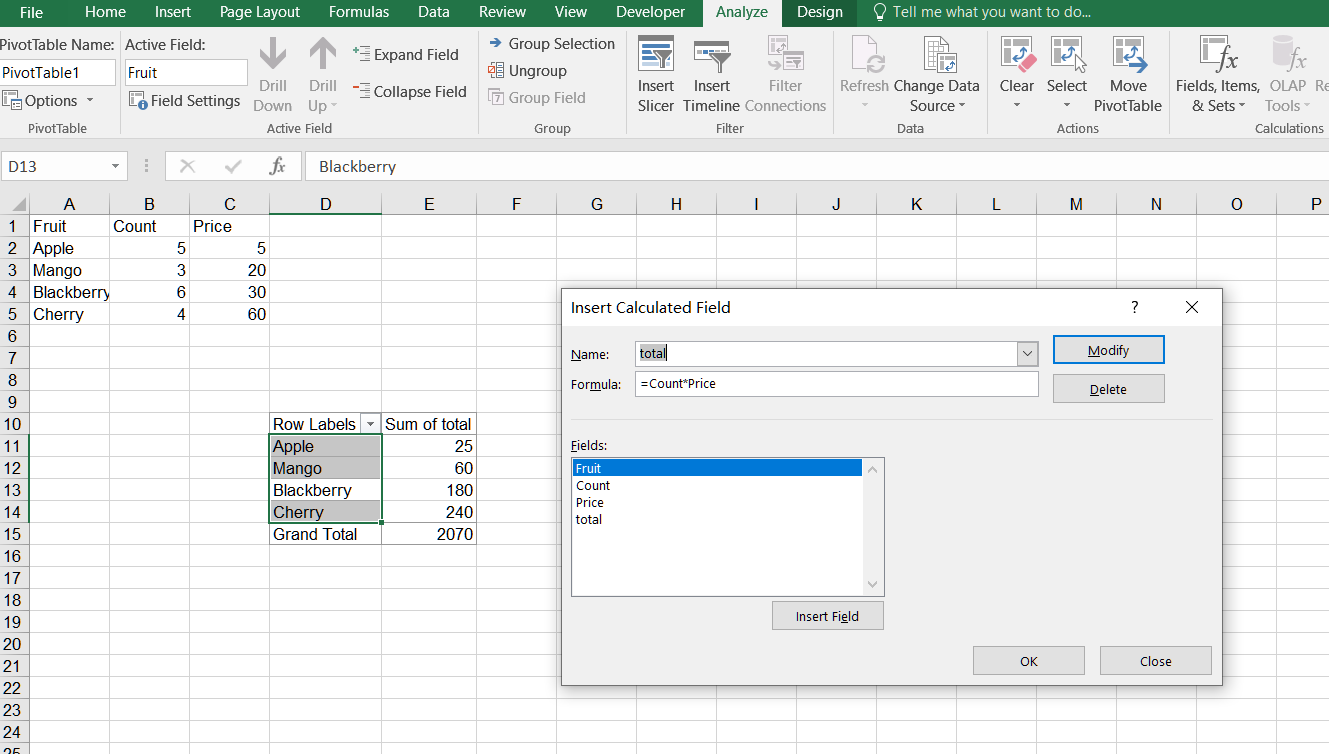 File Home Insert Page Layout Formulas Data Review View Developer Analyze Design Tell me what you want to do...
PivotTable Name: Active Field:
PivotTable1 Fruit
Options Field Settings
Drill Down
Drill Up
Expand Field
Collapse Field
Group Selection
Ungroup
7 Group Field
Insert Slicer
Insert Timeline
Filter Connections
Refresh
Change Data Source
Clear
Select
Move PivotTable
fx
Fields, Items, & Sets
fx
OLAP Tools
Re
PivotTable Active Field Group Filter Data Actions Calculations
D13 fx Blackberry
A B C D E F G H I J K L M N O P
1 Fruit Count Price
2 Apple 5 5
3 Mango 3 20
4 Blackberry 6 30
5 Cherry 4 60
6
7
8
9
10 Row Labels Sum of total
11 Apple 25
12 Mango 60
13 Blackberry 180
14 Cherry 240
15 Grand Total 2070
16
17
18
19
20
21
22
23
24
25
Insert Calculated Field ?
Name: total Modify
Formula: =Count*Price Delete
Fields:
Fruit
Count
Price
total
Insert Field
OK Close